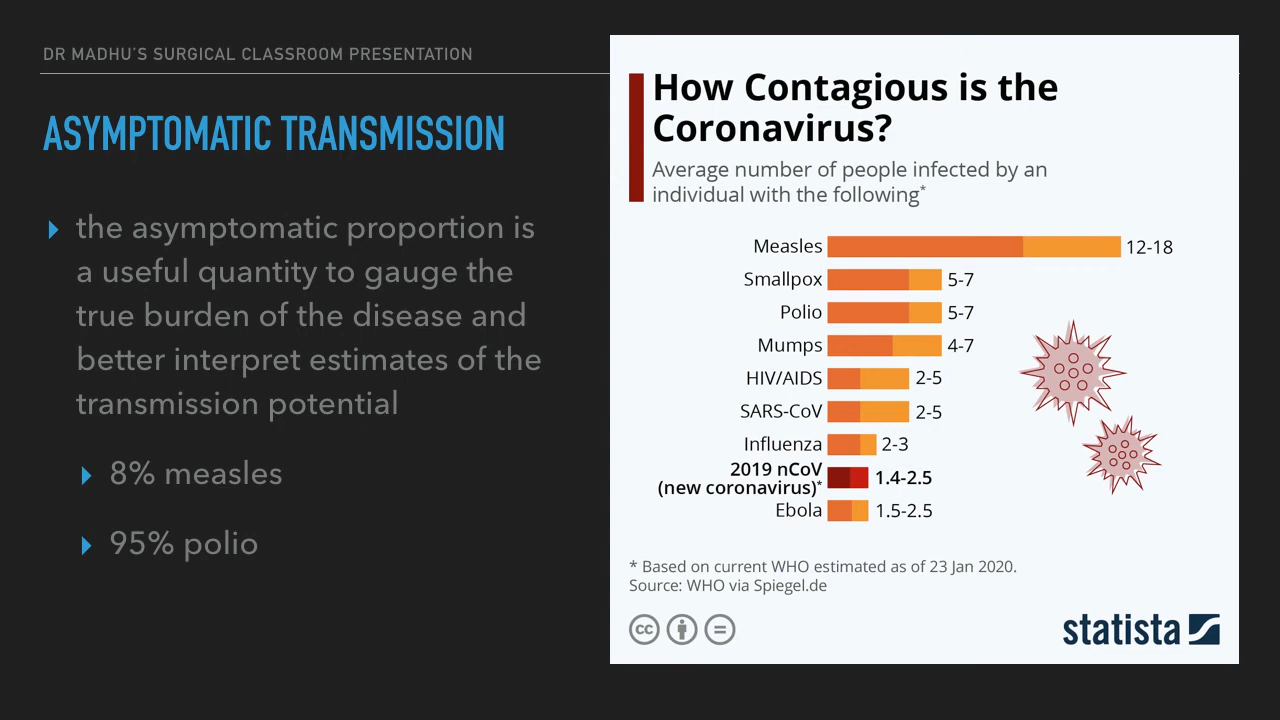 DR MADHU'S SURGICAL CLASSROOM PRESENTATION
ASYMPTOMATIC TRANSMISSION
the asymptomatic proportion is
a useful quantity to gauge the
true burden of the disease and
better interpret estimates of the
transmission potential
8% measles
95% polio
How Contagious is the
Coronavirus?
Average number of people infected by an
individual with the following*
Measles 12-18
Smallpox 5-7
Polio 5-7
Mumps 4-7
HIV/AIDS 2-5
SARS-CoV 2-5
Influenza 2-3
2019 nCoV
(new coronavirus)* 1.4-2.5
Ebola 1.5-2.5
* Based on current WHO estimated as of 23 Jan 2020.
Source: WHO via Spiegel.de
cc
statista